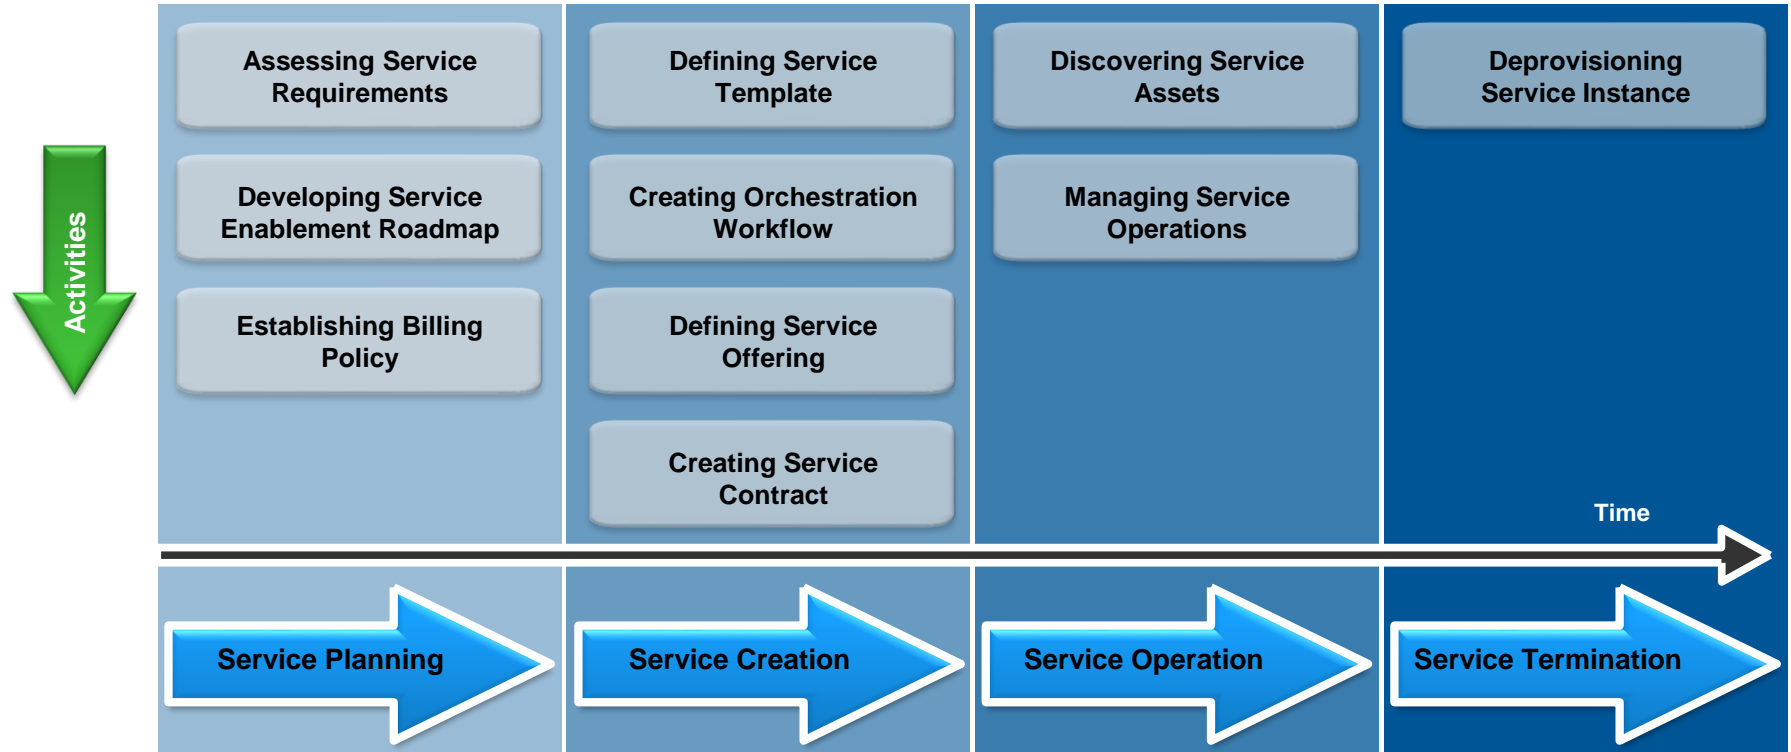 Assessing Service
Requirements
Defining Service
Template
Discovering Service
Assets
Deprovisioning
Service Instance
Developing Service
Enablement Roadmap
Creating Orchestration
Workflow
Managing Service
Operations
Activities
Establishing Billing
Policy
Defining Service
Offering
Creating Service
Contract
Time
Service Planning
Service Creation
Service Operation
Service Termination